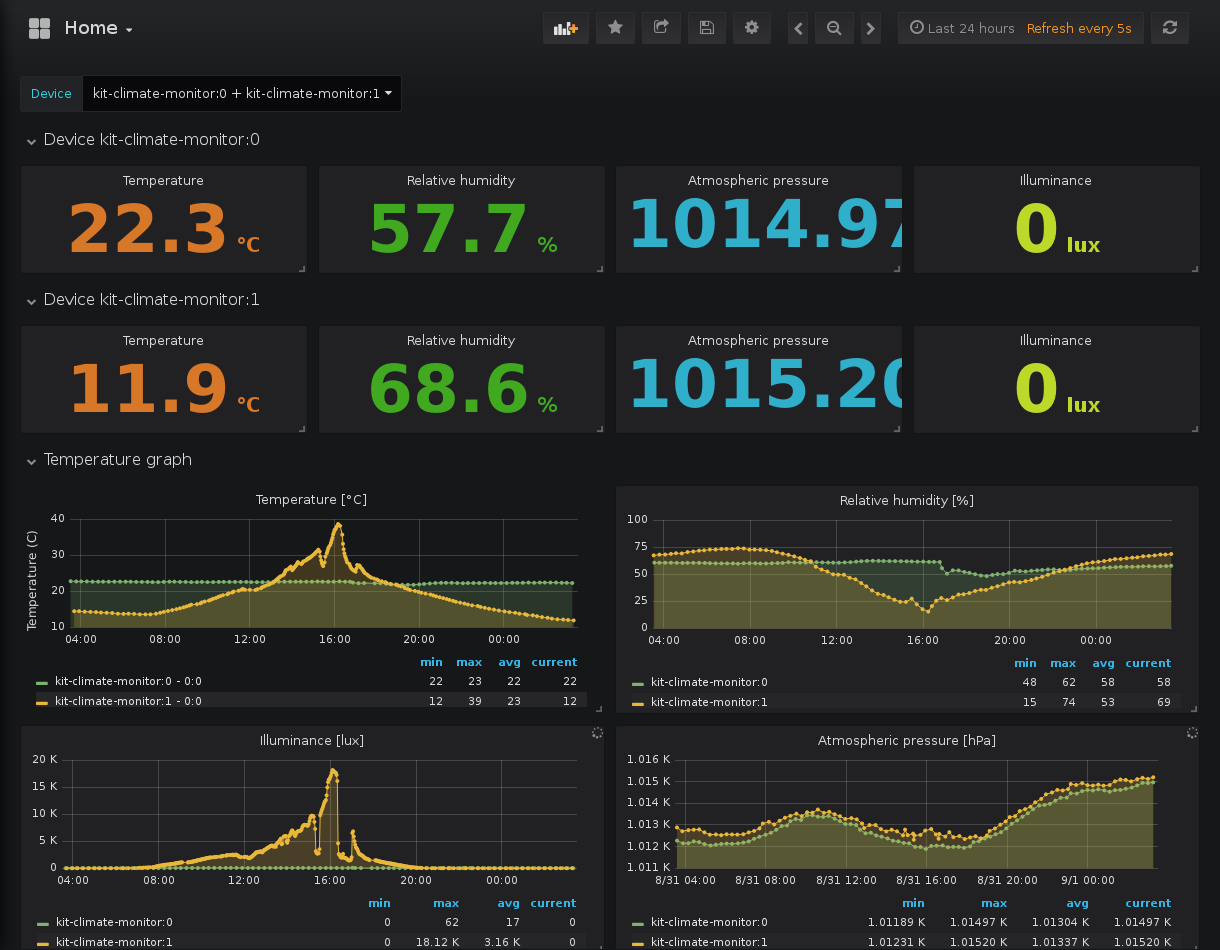 Home
Last 24 hours Refresh every 5s
Device kit-climate-monitor:0 + kit-climate-monitor:1
Device kit-climate-monitor:0
Temperature Relative humidity Atmospheric pressure Illuminance
22.3 °C 57.7 % 1014.97 0 lux
Device kit-climate-monitor:1
Temperature Relative humidity Atmospheric pressure Illuminance
11.9 °C 68.6 % 1015.20 0 lux
Temperature graph
Temperature [°C]
Temperature (C)
40
30
20
10
04:00 08:00 12:00 16:00 20:00 00:00
min max avg current
kit-climate-monitor:0 - 0:0 22 23 22 22
kit-climate-monitor:1 - 0:0 12 39 23 12
Relative humidity [%]
100
75
50
25
0
04:00 08:00 12:00 16:00 20:00 00:00
min max avg current
kit-climate-monitor:0 48 62 58 58
kit-climate-monitor:1 15 74 53 69
Illuminance [lux]
20 K
15 K
10 K
5 K
0
04:00 08:00 12:00 16:00 20:00 00:00
min max avg current
kit-climate-monitor:0 0 62 17 0
kit-climate-monitor:1 0 18.12 K 3.16 K 0
Atmospheric pressure [hPa]
1.016 K
1.015 K
1.014 K
1.013 K
1.012 K
1.011 K
8/31 04:00 8/31 08:00 8/31 12:00 8/31 16:00 8/31 20:00 9/1 00:00
min max avg current
kit-climate-monitor:0 1.01189 K 1.01497 K 1.01304 K 1.01497 K
kit-climate-monitor:1 1.01231 K 1.01520 K 1.01337 K 1.01520 K